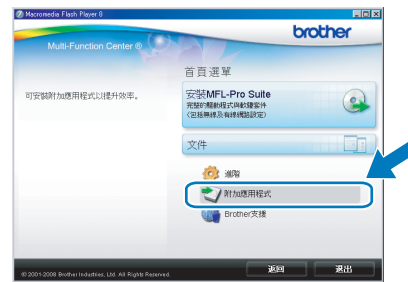 Macromedia Flash Player 8
brother
Multi-Function Center ®
首頁選單
可安裝附加應用程式以提升效率。
安裝MFL-Pro Suite
完整的驅動程式與軟體套件
(包括無線及有線網路設定)
文件
進階
附加應用程式
Brother支援
© 2001-2008 Brother Industries, Ltd. All Rights Reserved.
返回
退出